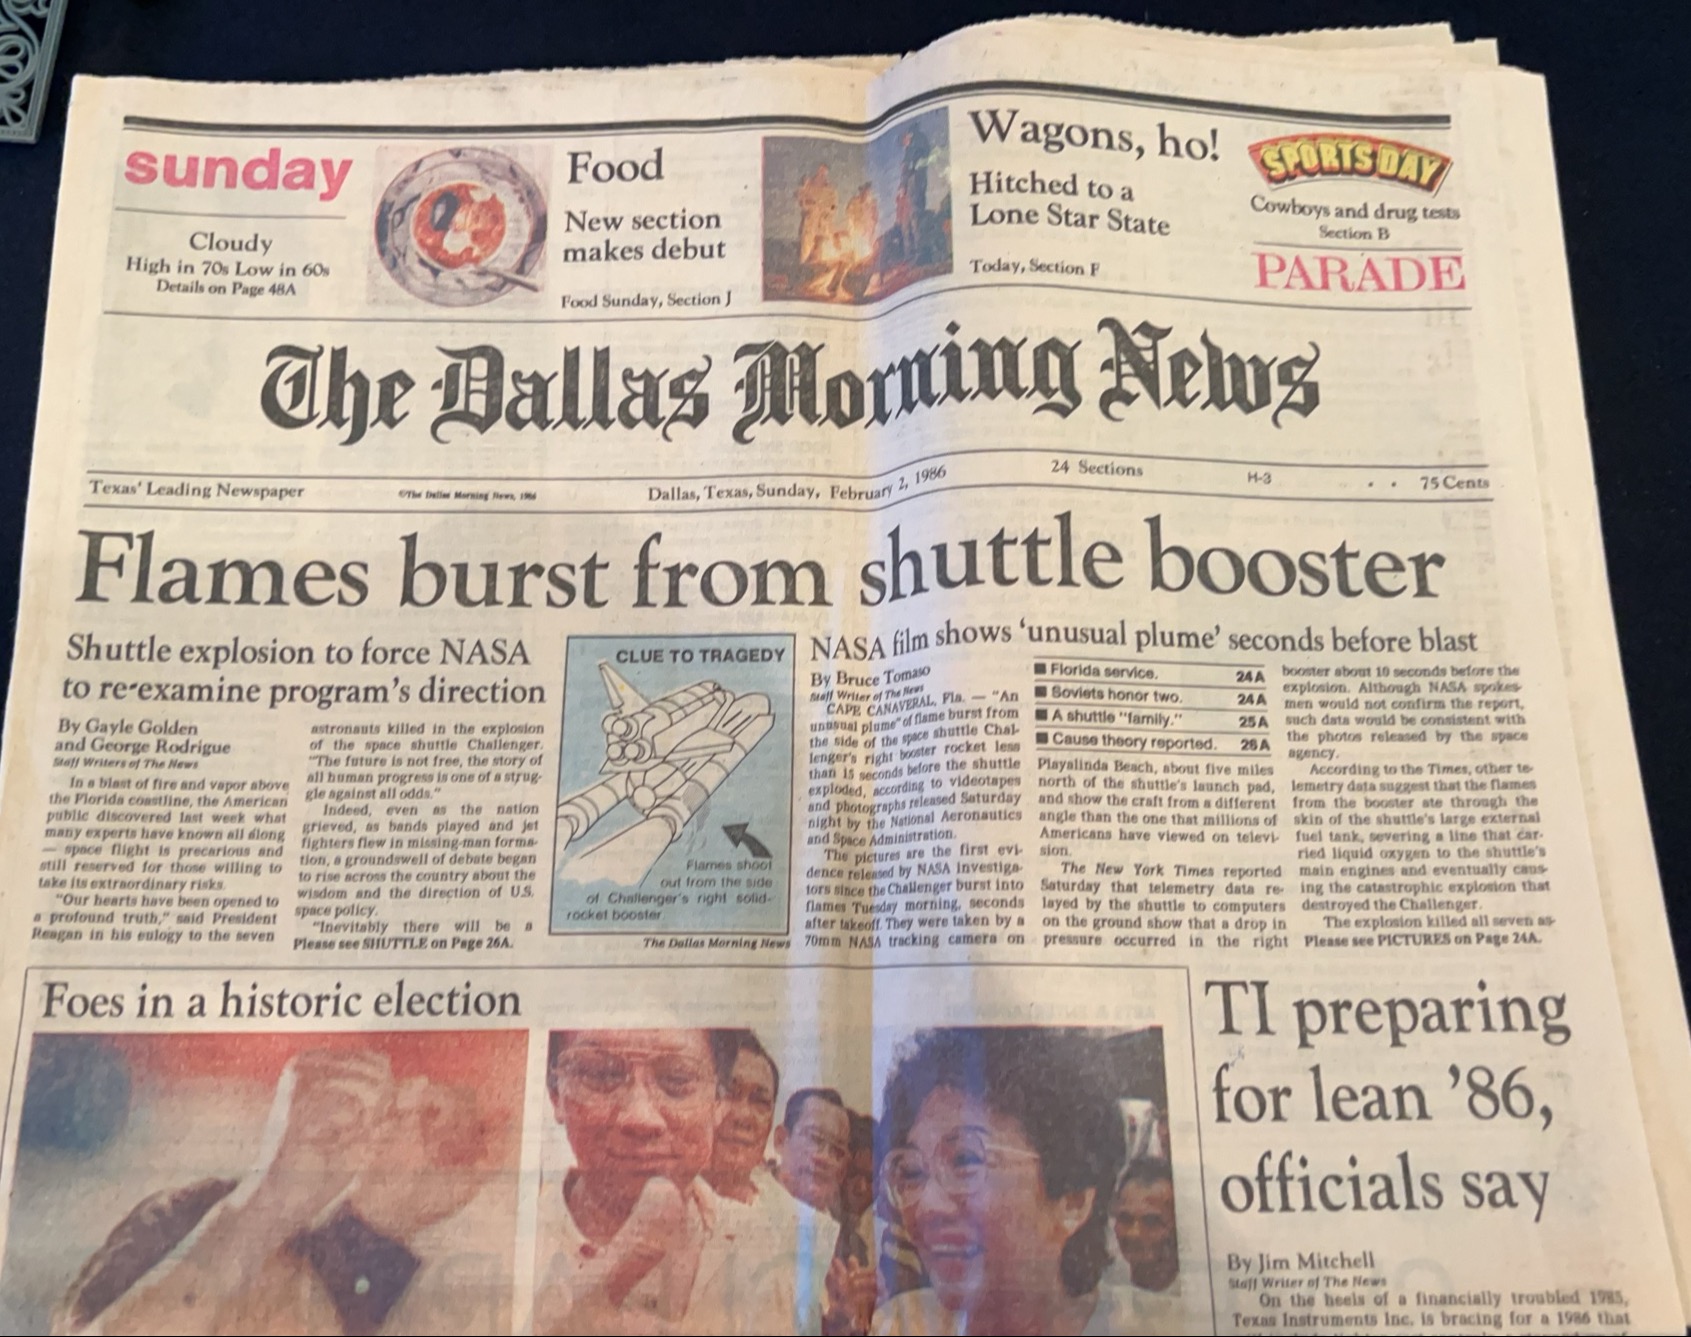 sunday
Cloudy
High in 70s Low in 60s
Details on Page 48A
Food
New section
makes debut
Food Sunday, Section J
Wagons, ho!
Hitched to a
Lone Star State
Today, Section F
SPORTS DAY
Cowboys and drug tests
Section B
PARADE
The Dallas Morning News
Texas' Leading Newspaper
©The Dallas Morning News, 1986
Dallas, Texas, Sunday, February 2, 1986
24 Sections
H-3
75 Cents
Flames burst from shuttle booster
Shuttle explosion to force NASA
to re-examine program's direction
By Gayle Golden
and George Rodrigue
Staff Writers of The News
In a blast of fire and vapor above
the Florida coastline, the American
public discovered last week what
many experts have known all along
— space flight is precarious and
still reserved for those willing to
take its extraordinary risks.
"Our hearts have been opened to
a profound truth," said President
Reagan in his eulogy to the seven
astronauts killed in the explosion
of the space shuttle Challenger.
"The future is not free, the story of
all human progress is one of a strug-
gle against all odds."
Indeed, even as the nation
grieved, as bands played and jet
fighters flew in missing-man forma-
tion, a groundswell of debate began
to rise across the country about the
wisdom and the direction of U.S.
space policy.
"Inevitably there will be a
Please see SHUTTLE on Page 26A.
CLUE TO TRAGEDY
Flames shoot
out from the side
of Challenger's right solid-
rocket booster.
The Dallas Morning News
NASA film shows 'unusual plume' seconds before blast
By Bruce Tomaso
Staff Writer of The News
CAPE CANAVERAL, Fla. — "An
unusual plume" of flame burst from
the side of the space shuttle Chal-
lenger's right booster rocket less
than 15 seconds before the shuttle
exploded, according to videotapes
and photographs released Saturday
night by the National Aeronautics
and Space Administration.
The pictures are the first evi-
dence released by NASA investiga-
tors since the Challenger burst into
flames Tuesday morning, seconds
after takeoff. They were taken by a
70mm NASA tracking camera on
■ Florida service. 24A
■ Soviets honor two. 24A
■ A shuttle "family." 25A
■ Cause theory reported. 26A
Playalinda Beach, about five miles
north of the shuttle's launch pad,
and show the craft from a different
angle than the one that millions of
Americans have viewed on televi-
sion.
The New York Times reported
Saturday that telemetry data re-
layed by the shuttle to computers
on the ground show that a drop in
pressure occurred in the right
booster about 10 seconds before the
explosion. Although NASA spokes-
men would not confirm the report,
such data would be consistent with
the photos released by the space
agency.
According to the Times, other te-
lemetry data suggest that the flames
from the booster ate through the
skin of the shuttle's large external
fuel tank, severing a line that car-
ried liquid oxygen to the shuttle's
main engines and eventually caus-
ing the catastrophic explosion that
destroyed the Challenger.
The explosion killed all seven as-
Please see PICTURES on Page 24A.
Foes in a historic election
TI preparing
for lean '86,
officials say
By Jim Mitchell
Staff Writer of The News
On the heels of a financially troubled 1985,
Texas Instruments Inc. is bracing for a 1986 that